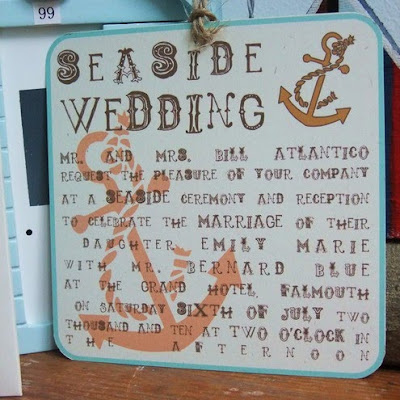 99
SEASIDE
WEDDING
MR. AND MRS. BILL ATLANTICO
REQUEST THE PLEASURE OF YOUR COMPANY
AT A SEASIDE CEREMONY AND RECEPTION
TO CELEBRATE THE MARRIAGE OF THEIR
DAUGHTER EMILY MARIE
WITH MR. BERNARD BLUE
AT THE GRAND HOTEL, FALMOUTH
ON SATURDAY SIXTH OF JULY TWO
THOUSAND AND TEN AT TWO O'CLOCK IN
THE AFTERNOON